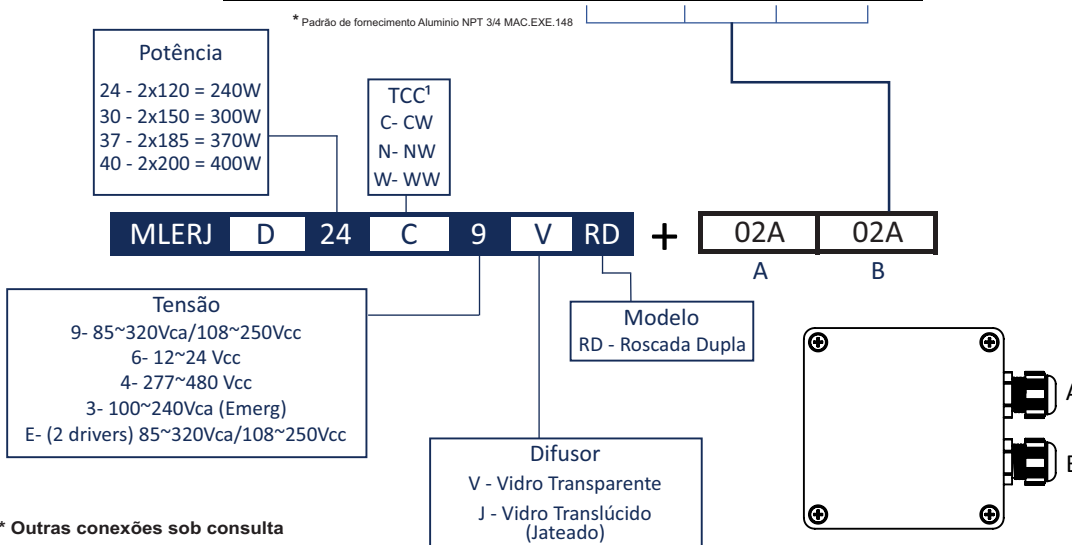 * Padrão de fornecimento Aluminio NPT 3/4 MAC.EXE.148
Potência
24 - 2x120 = 240W
30 - 2x150 = 300W
37 - 2x185 = 370W
40 - 2x200 = 400W
TCC¹
C- CW
N- NW
W- WW
MLERJ D 24 C 9 V RD + 02A 02A
A B
Tensão
9- 85~320Vca/108~250Vcc
6- 12~24 Vcc
4- 277~480 Vcc
3- 100~240Vca (Emerg)
E- (2 drivers) 85~320Vca/108~250Vcc
Modelo
RD - Roscada Dupla
Difusor
V - Vidro Transparente
J - Vidro Translúcido
(Jateado)
A
B
* Outras conexões sob consulta